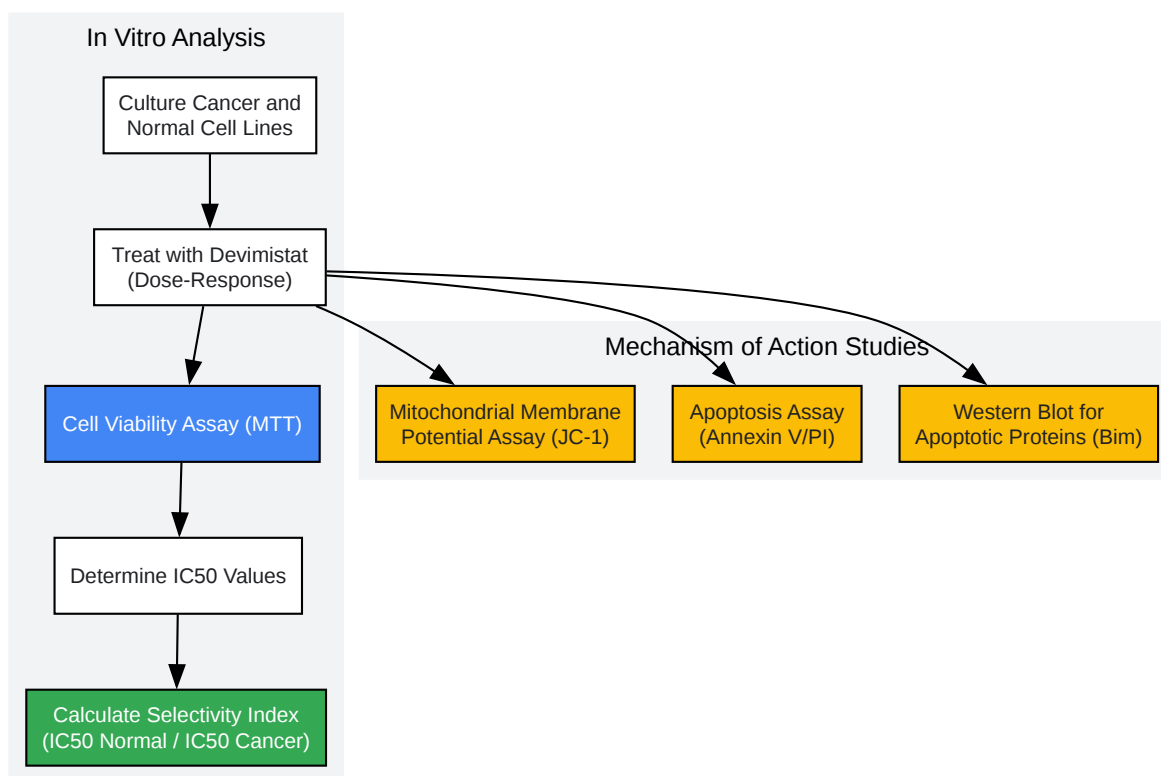 In Vitro Analysis
Culture Cancer and
Normal Cell Lines
Treat with Devimistat
(Dose-Response)
Mechanism of Action Studies
Cell Viability Assay (MTT)
Mitochondrial Membrane
Potential Assay (JC-1)
Apoptosis Assay
(Annexin V/PI)
Western Blot for
Apoptotic Proteins (Bim)
Determine IC50 Values
Calculate Selectivity Index
(IC50 Normal / IC50 Cancer)